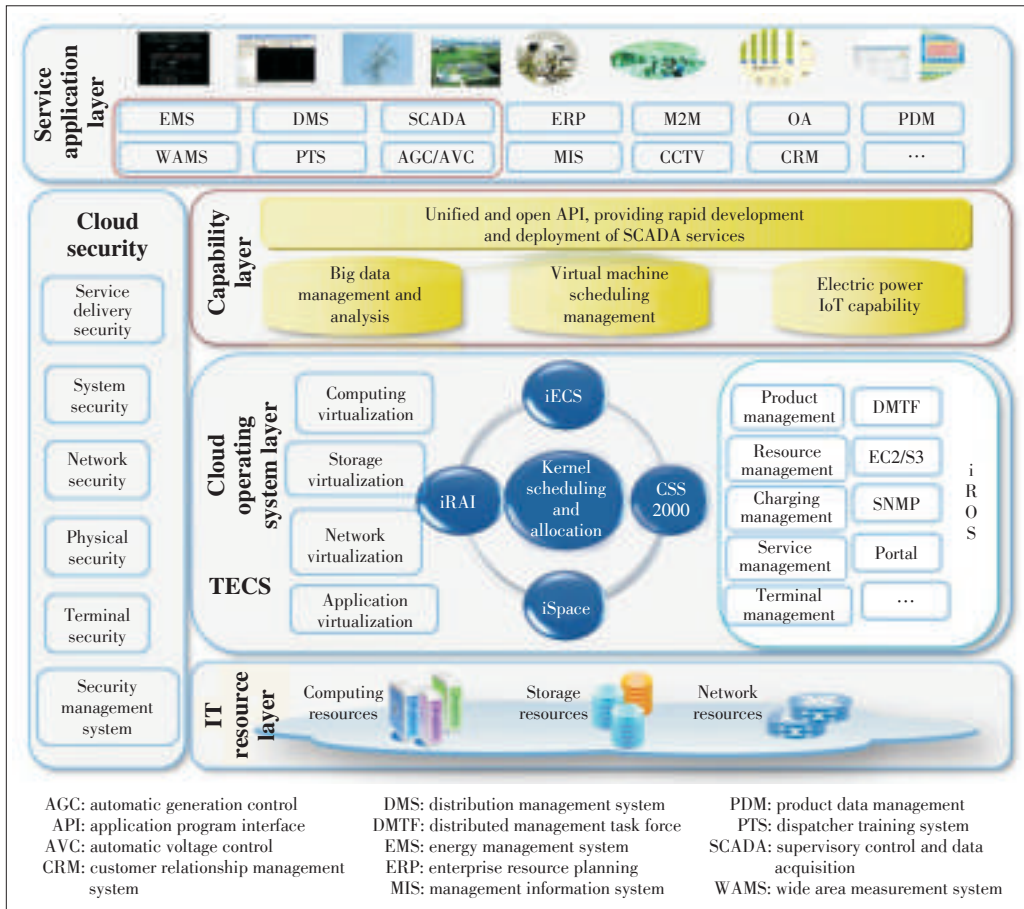 Service
application
layer
EMS
DMS
SCADA
ERP
M2M
OA
PDM
WAMS
PTS
AGC/AVC
MIS
CCTV
CRM
...
Cloud
security
Service
delivery
security
System
security
Network
security
Physical
security
Terminal
security
Security
management
system
Capability
layer
Unified and open API, providing rapid development
and deployment of SCADA services
Big data
management and
analysis
Virtual machine
scheduling
management
Electric power
IoT capability
Cloud
operating
system layer
TECS
Computing
virtualization
Storage
virtualization
Network
virtualization
Application
virtualization
iECS
iRAI
Kernel
scheduling
and
allocation
CSS
2000
iSpace
Product
management
DMTF
Resource
management
EC2/S3
Charging
management
SNMP
Service
management
Portal
Terminal
management
...
iROS
IT
resource
layer
Computing
resources
Storage
resources
Network
resources
AGC: automatic generation control
API: application program interface
AVC: automatic voltage control
CRM: customer relationship management
system
DMS: distribution management system
DMTF: distributed management task force
EMS: energy management system
ERP: enterprise resource planning
MIS: management information system
PDM: product data management
PTS: dispatcher training system
SCADA: supervisory control and data
acquisition
WAMS: wide area measurement system